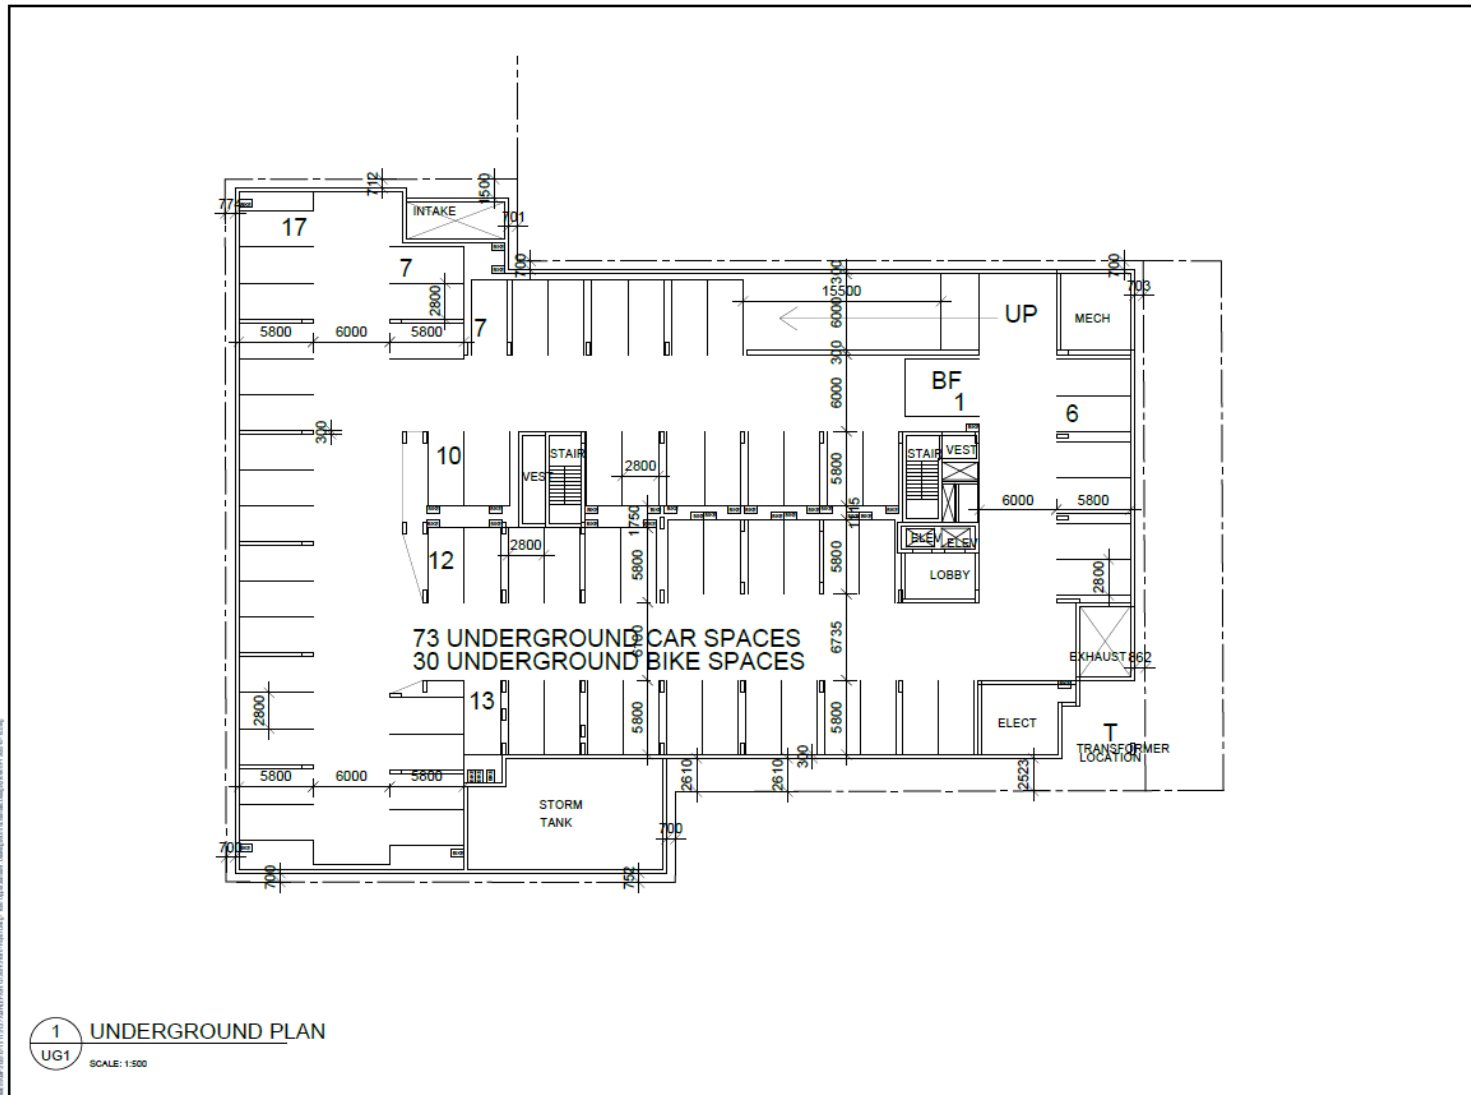 712
1500
774
INTAKE
701
17
7
700
300
700
703
15500
6000
UP
MECH
2800
5800
6000
5800
7
300
BF
1
6000
6
300
10
STAIR
VEST
2800
5800
STAIR
VEST
6000
5800
1750
12
2800
5800
5800
ELEV
ELEV
LOBBY
2800
73 UNDERGROUND CAR SPACES
30 UNDERGROUND BIKE SPACES
6190
6735
EXHAUST
862
2800
13
5800
5800
ELECT
T
TRANSFORMER
LOCATION
300
5800
6000
5800
2610
2610
2523
STORM
TANK
700
700
700
752
1
UG1
UNDERGROUND PLAN
SCALE: 1:500